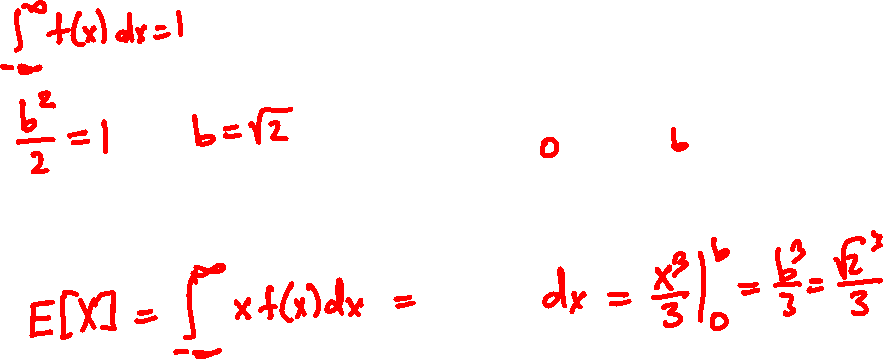 ∫_{-∞}^{∞} f(x) dx = 1
b²/2 = 1    b = √2
0    b
E[X] = ∫_{-∞}^{∞} x f(x) dx =    dx = x³/3 |_0^b = b³/3 = √2³/3